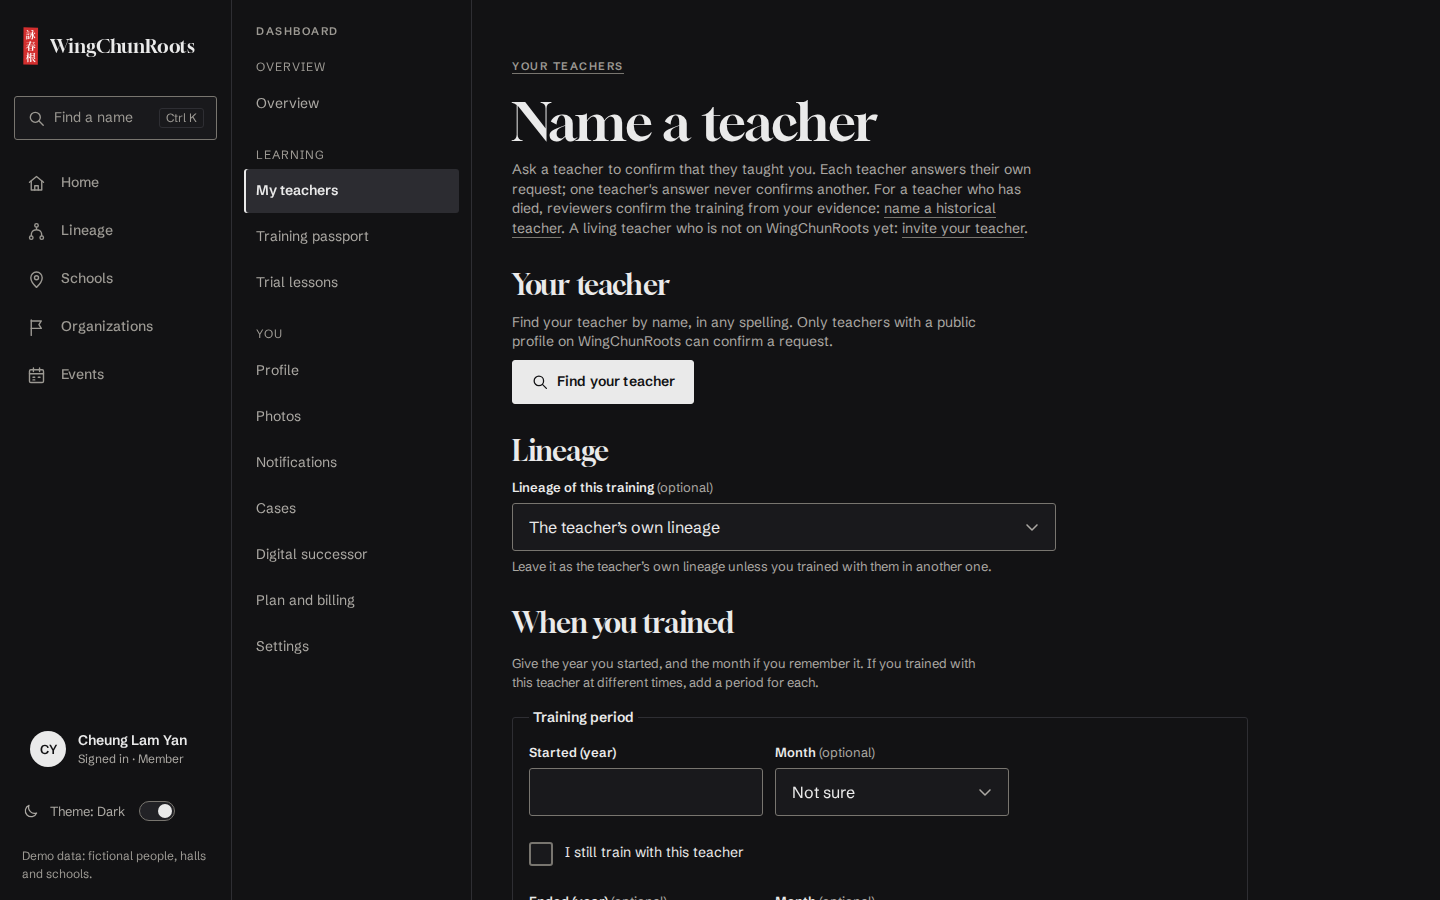 詠春根
WingChunRoots
Find a name
Ctrl K
Home
Lineage
Schools
Organizations
Events
CY
Cheung Lam Yan
Signed in · Member
Theme: Dark
Demo data: fictional people, halls
and schools.
DASHBOARD
OVERVIEW
Overview
LEARNING
My teachers
Training passport
Trial lessons
YOU
Profile
Photos
Notifications
Cases
Digital successor
Plan and billing
Settings
YOUR TEACHERS
Name a teacher
Ask a teacher to confirm that they taught you. Each teacher answers their own
request; one teacher's answer never confirms another. For a teacher who has
died, reviewers confirm the training from your evidence: name a historical
teacher. A living teacher who is not on WingChunRoots yet: invite your teacher.
Your teacher
Find your teacher by name, in any spelling. Only teachers with a public
profile on WingChunRoots can confirm a request.
Find your teacher
Lineage
Lineage of this training (optional)
The teacher’s own lineage
Leave it as the teacher’s own lineage unless you trained with them in another one.
When you trained
Give the year you started, and the month if you remember it. If you trained with
this teacher at different times, add a period for each.
Training period
Started (year)
Month (optional)
Not sure
I still train with this teacher
Ended (year) (optional)
Month (optional)